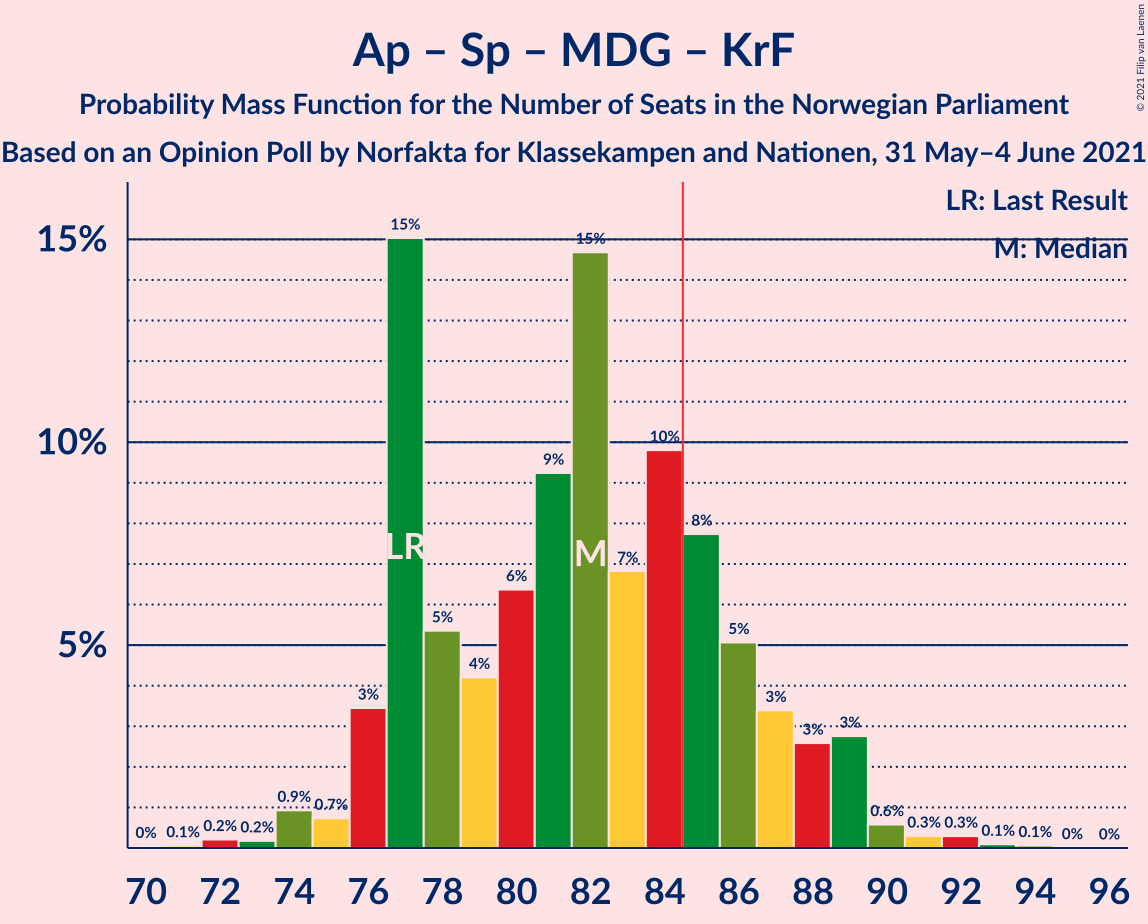 Ap – Sp – MDG – KrF
Probability Mass Function for the Number of Seats in the Norwegian Parliament
Based on an Opinion Poll by Norfakta for Klassekampen and Nationen, 31 May–4 June 2021
© 2021 Filip van Laenen
LR: Last Result
M: Median
15%
10%
5%
0% 0.1% 0.2% 0.2% 0.9% 0.7% 3% 15% 5% 4% 6% 9% 15% 7% 10% 8% 5% 3% 3% 3% 0.6% 0.3% 0.3% 0.1% 0.1% 0% 0%
LR M
70 72 74 76 78 80 82 84 86 88 90 92 94 96